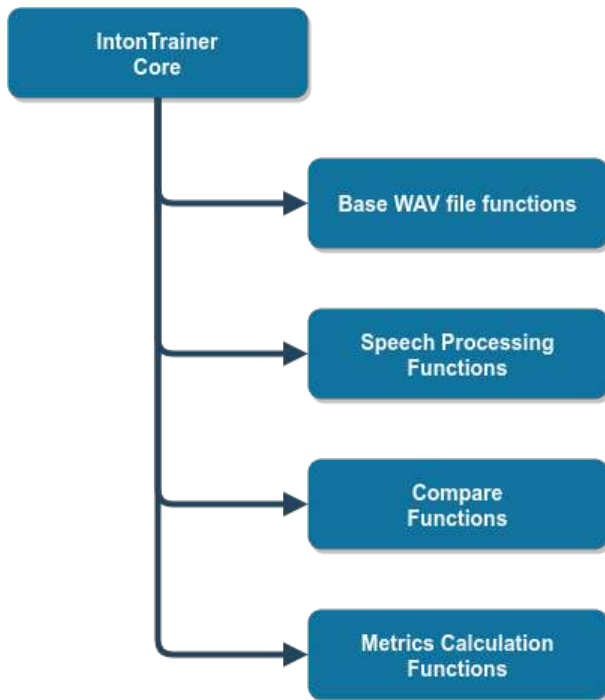 IntonTrainer
Core
Base WAV file functions
Speech Processing
Functions
Compare
Functions
Metrics Calculation
Functions